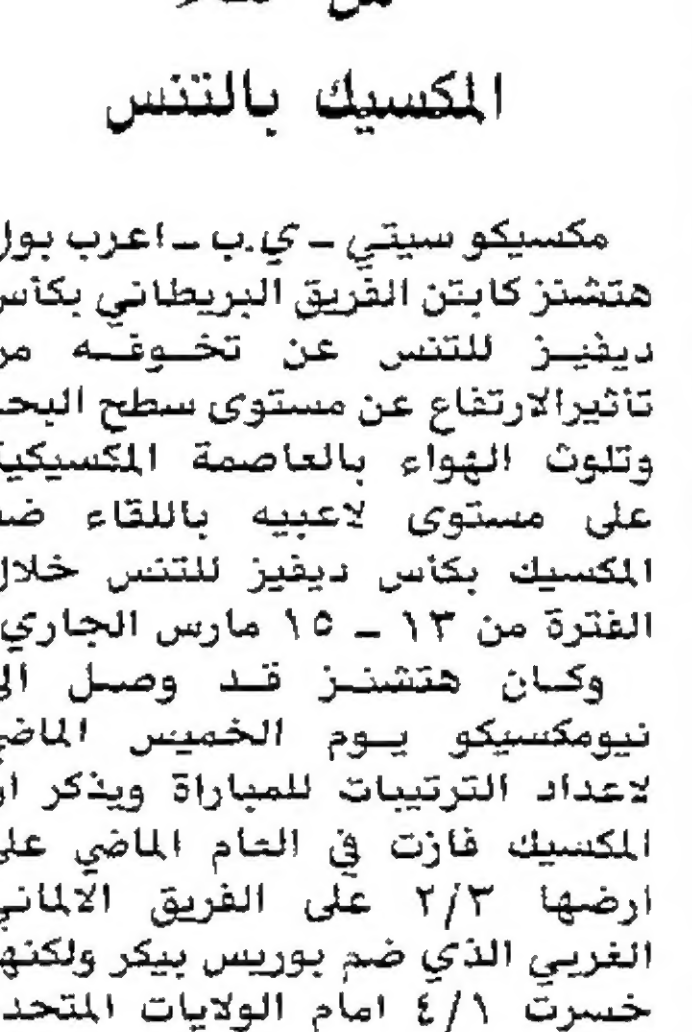 من لقاء
المكسيك بالتنس
مكسيكو سيتي ـ ي.ب ـ اعرب بول
هتشنز كابتن الفريق البريطاني بكأس
ديفيز للتنس عن تخوفه من
تأثيرالارتفاع عن مستوى سطح البحر
وتلوث الهواء بالعاصمة المكسيكية
على مستوى لاعبيه باللقاء ضد
المكسيك بكأس ديفيز للتنس خلال
الفترة من ١٣ ـ ١٥ مارس الجاري
وكان هتشنز قد وصل الى
نيومكسيكو يوم الخميس الماضي
لاعداد الترتيبات للمباراة ويذكر ان
المكسيك فازت في العام الماضي على
ارضها ٢/٣ على الفريق الالماني
الغربي الذي ضم بوريس بيكر ولكنها
خسرت ٤/١ امام الولايات المتحدة